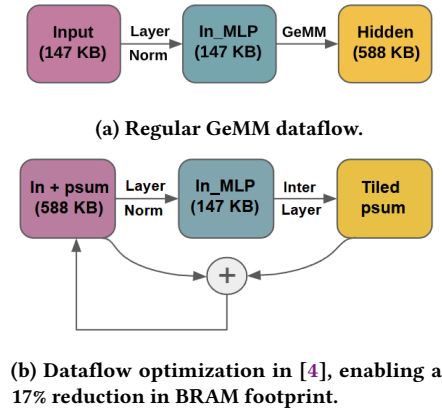 Input
(147 KB)
Layer
Norm
In_MLP
(147 KB)
GeMM
Hidden
(588 KB)
(a) Regular GeMM dataflow.
In + psum
(588 KB)
Layer
Norm
In_MLP
(147 KB)
Inter
Layer
Tiled
psum
+
(b) Dataflow optimization in [4], enabling a
17% reduction in BRAM footprint.